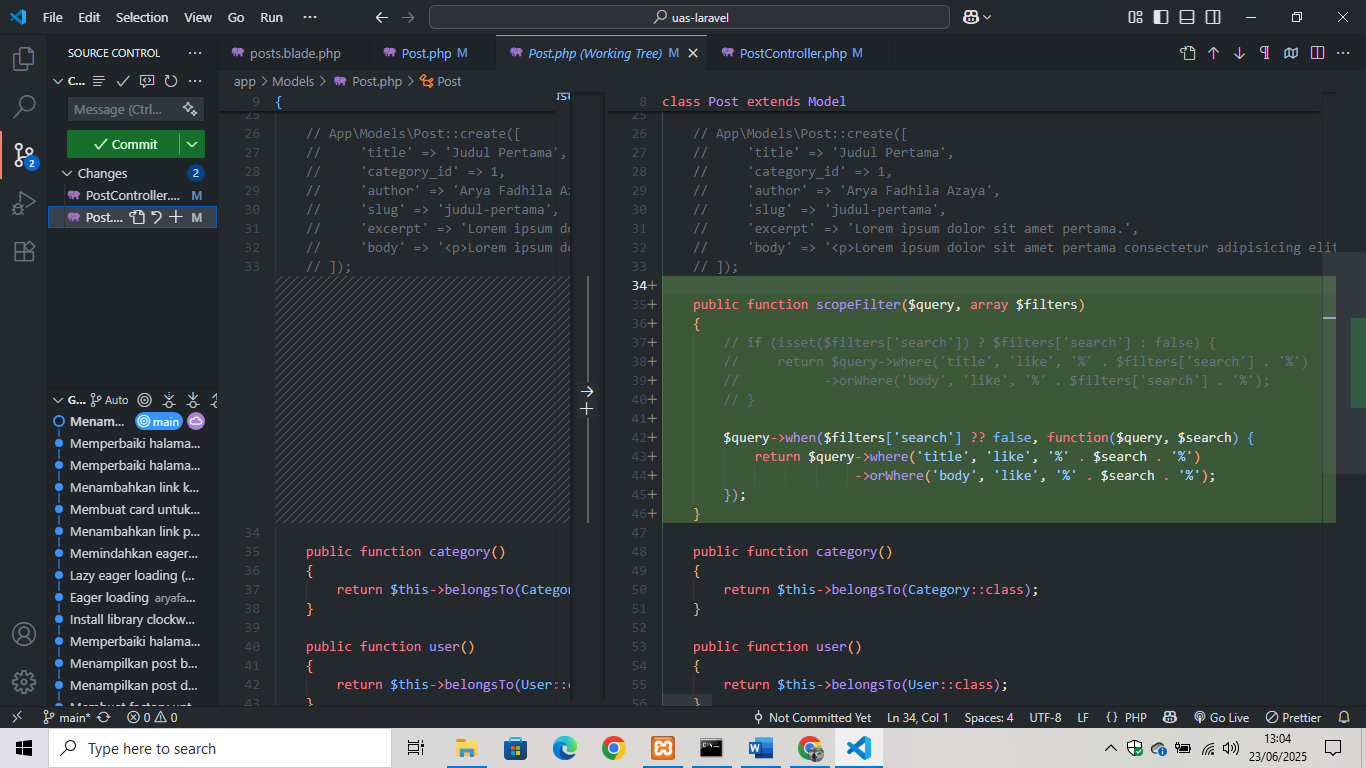 File Edit Selection View Go Run ··· uas-laravel
SOURCE CONTROL ···
posts.blade.php Post.php M Post.php (Working Tree) M PostController.php M
C...
app > Models > Post.php > Post
Message (Ctrl...
Commit
Changes 2
PostController.... M
Post.... M
2
9 {
25
26 // App\Models\Post::create([
27 // 'title' => 'Judul Pertama',
28 // 'category_id' => 1,
29 // 'author' => 'Arya Fadhila Az
30 // 'slug' => 'judul-pertama',
31 // 'excerpt' => 'Lorem ipsum do
32 // 'body' => '<p>Lorem ipsum do
33 // ]);
34
35 public function category()
36 {
37 return $this->belongsTo(Categor
38 }
39
40 public function user()
41 {
42 return $this->belongsTo(User::c
43 }
8 class Post extends Model
25
26 // App\Models\Post::create([
27 // 'title' => 'Judul Pertama',
28 // 'category_id' => 1,
29 // 'author' => 'Arya Fadhila Azaya',
30 // 'slug' => 'judul-pertama',
31 // 'excerpt' => 'Lorem ipsum dolor sit amet pertama.',
32 // 'body' => '<p>Lorem ipsum dolor sit amet pertama consectetur adipisicing elit
33 // ]);
34+
35+ public function scopeFilter($query, array $filters)
36+ {
37+ // if (isset($filters['search']) ? $filters['search'] : false) {
38+ // return $query->where('title', 'like', '%' . $filters['search'] . '%')
39+ // ->orWhere('body', 'like', '%' . $filters['search'] . '%');
40+ // }
41+
42+ $query->when($filters['search'] ?? false, function($query, $search) {
43+ return $query->where('title', 'like', '%' . $search . '%')
44+ ->orWhere('body', 'like', '%' . $search . '%');
45+ });
46+ }
47
48 public function category()
49 {
50 return $this->belongsTo(Category::class);
51 }
52
53 public function user()
54 {
55 return $this->belongsTo(User::class);
56 }
G... Auto
Menam... main
Memperbaiki halama...
Memperbaiki halama...
Menambahkan link k...
Membuat card untuk...
Menambahkan link p...
Memindahkan eager...
Lazy eager loading (...
Eager loading aryafa...
Install library clockw...
Memperbaiki halama...
Menampilkan post b...
Menampilkan post d...
main* 0 0 Not Committed Yet Ln 34, Col 1 Spaces: 4 UTF-8 LF {} PHP Go Live Prettier
Type here to search
13:04
23/06/2025